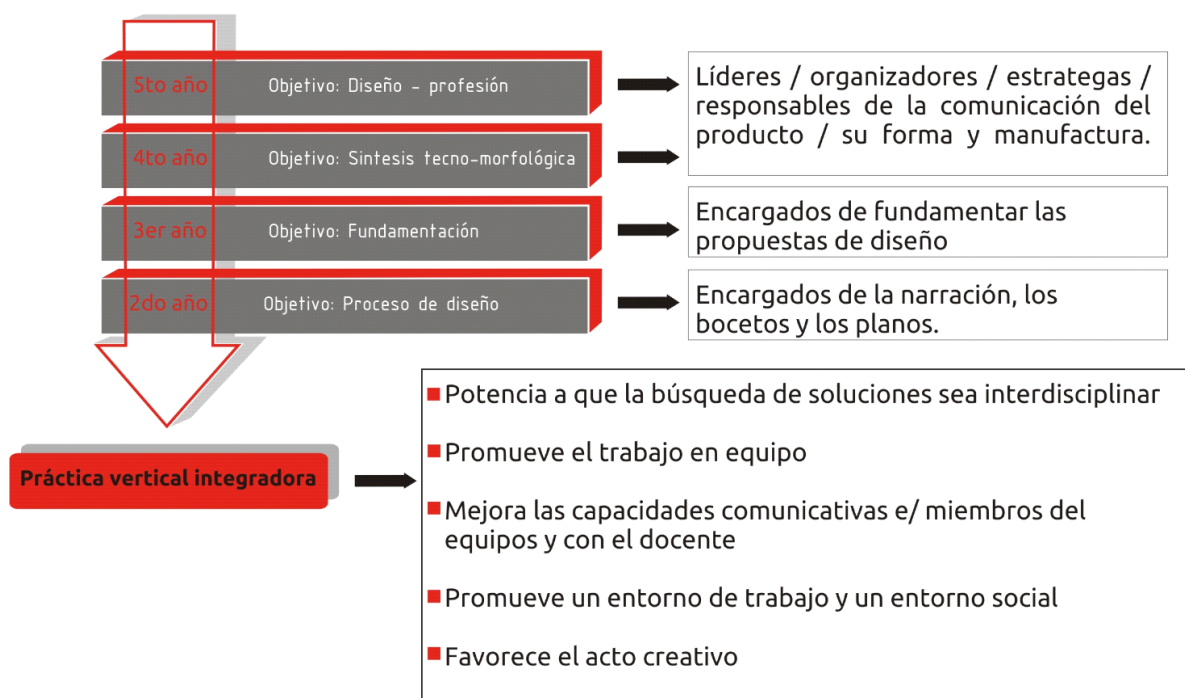 5to año
Objetivo: Diseño - profesión
Líderes / organizadores / estrategas /
responsables de la comunicación del
producto / su forma y manufactura.
4to año
Objetivo: Sintesis tecno-morfológica
3er año
Objetivo: Fundamentación
Encargados de fundamentar las
propuestas de diseño
2do año
Objetivo: Proceso de diseño
Encargados de la narración, los
bocetos y los planos.
Práctica vertical integradora
Potencia a que la búsqueda de soluciones sea interdisciplinar
Promueve el trabajo en equipo
Mejora las capacidades comunicativas e/ miembros del
equipos y con el docente
Promueve un entorno de trabajo y un entorno social
Favorece el acto creativo